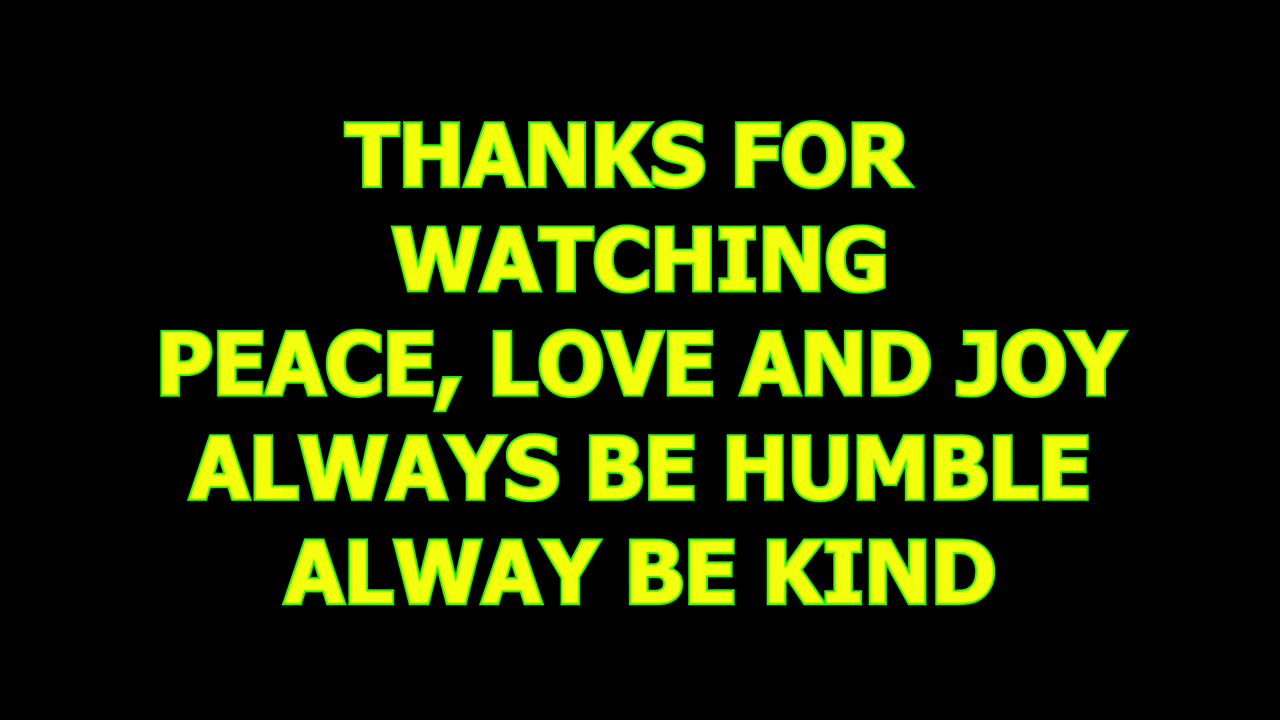 THANKS FOR
WATCHING
PEACE, LOVE AND JOY
ALWAYS BE HUMBLE
ALWAY BE KIND